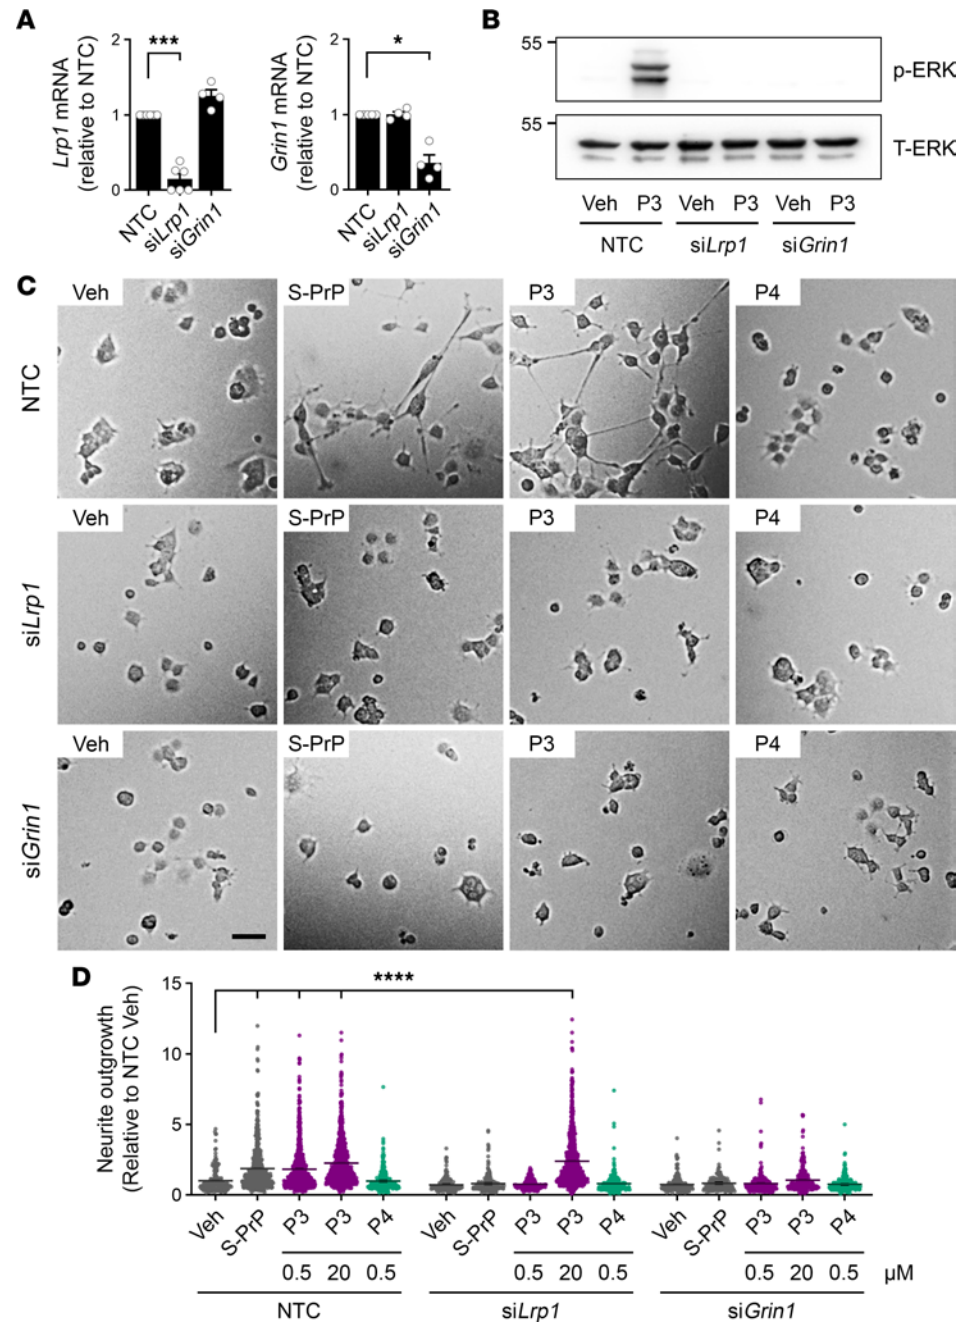 A
Lrp1 mRNA
(relative to NTC)
2
1
0
***
NTC
siLrp1
siGrin1
Grin1 mRNA
(relative to NTC)
2
1
0
*
NTC
siLrp1
siGrin1
B
55
p-ERK
55
T-ERK
Veh P3 Veh P3 Veh P3
NTC siLrp1 siGrin1
C
Veh S-PrP P3 P4
NTC
Veh S-PrP P3 P4
siLrp1
Veh S-PrP P3 P4
siGrin1
D
Neurite outgrowth
(Relative to NTC Veh)
15
10
5
0
****
Veh S-PrP P3 P3 P4 Veh S-PrP P3 P3 P4 Veh S-PrP P3 P3 P4
0.5 20 0.5 0.5 20 0.5 0.5 20 0.5 µM
NTC siLrp1 siGrin1